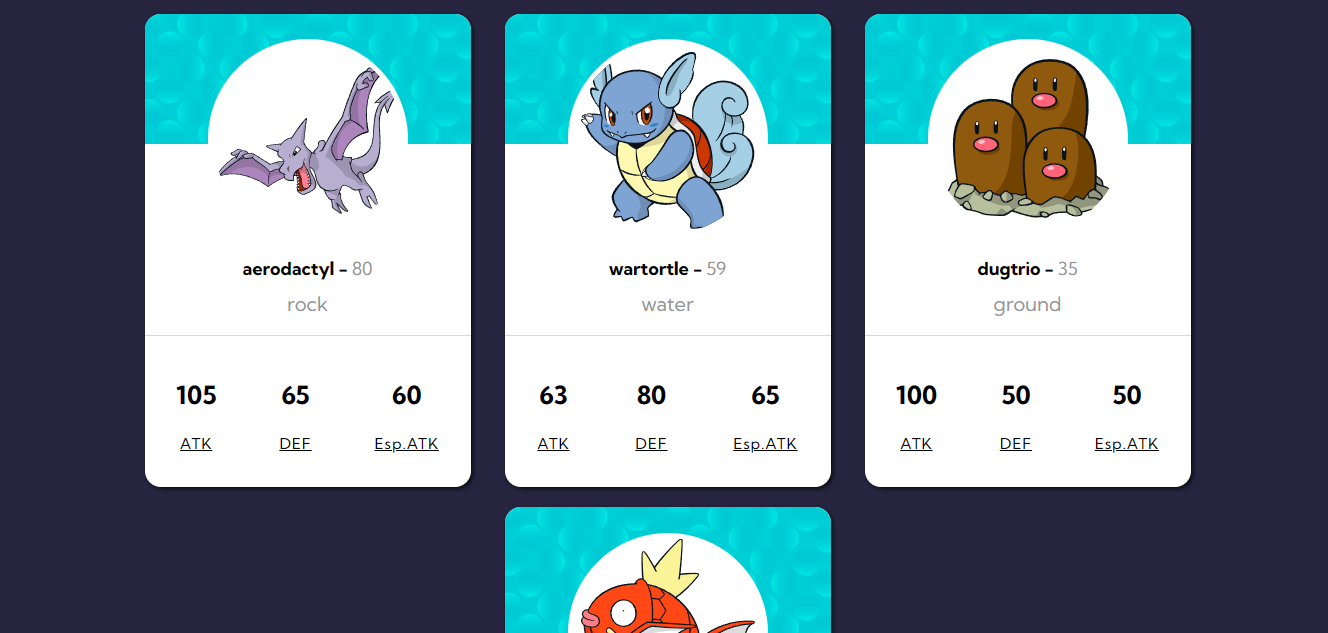 aerodactyl - 80
rock
105 65 60
ATK DEF Esp.ATK
wartortle - 59
water
63 80 65
ATK DEF Esp.ATK
dugtrio - 35
ground
100 50 50
ATK DEF Esp.ATK